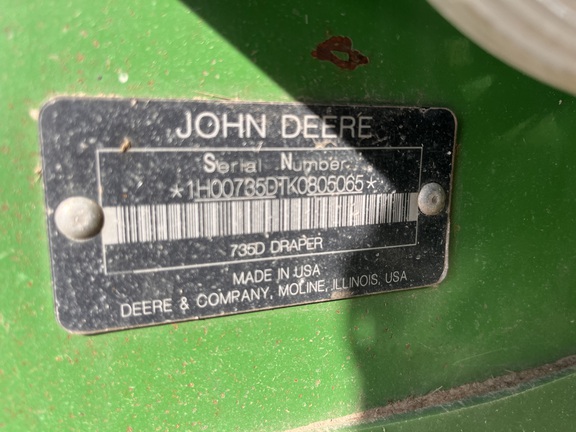 JOHN DEERE
Serial Number
*1H00735DTK0805065*
735D DRAPER
MADE IN USA
DEERE & COMPANY, MOLINE, ILLINOIS, USA